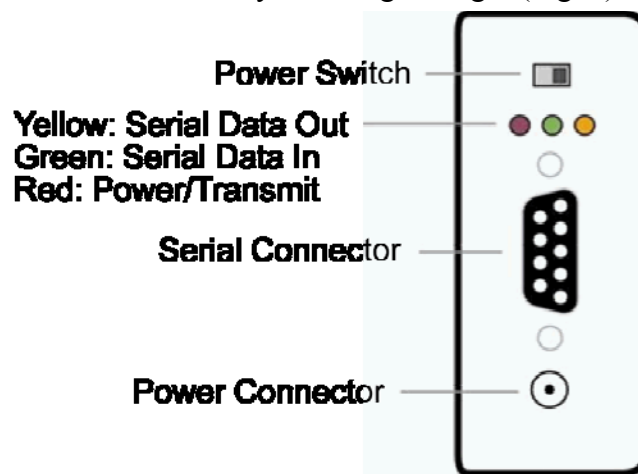 Power Switch
Yellow: Serial Data Out
Green: Serial Data In
Red: Power/Transmit
Serial Connector
Power Connector